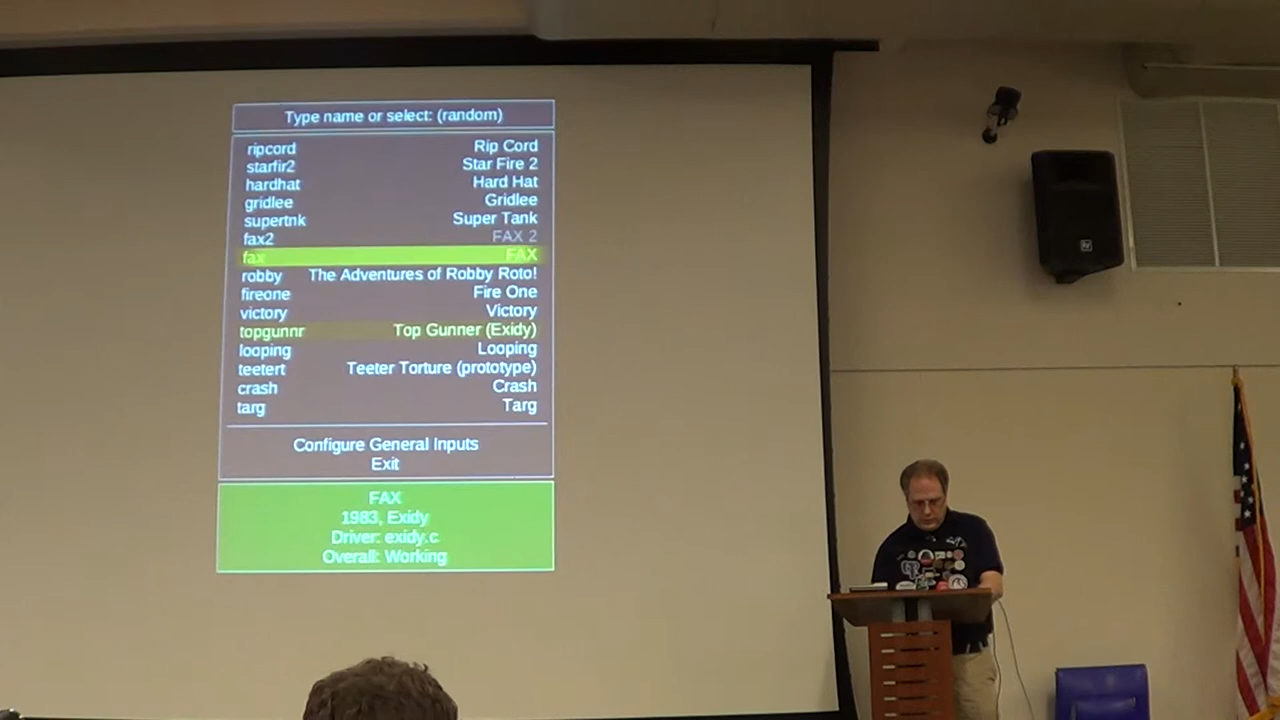 Type name or select: (random)
ripcord Rip Cord
starfir2 Star Fire 2
hardhat Hard Hat
gridlee Gridlee
supertnk Super Tank
fax2 FAX 2
fax FAX
robby The Adventures of Robby Roto!
fireone Fire One
victory Victory
topgunnr Top Gunner (Exidy)
looping Looping
teetert Teeter Torture (prototype)
crash Crash
targ Targ
Configure General Inputs
Exit
FAX
1983, Exidy
Driver: exidy.c
Overall: Working